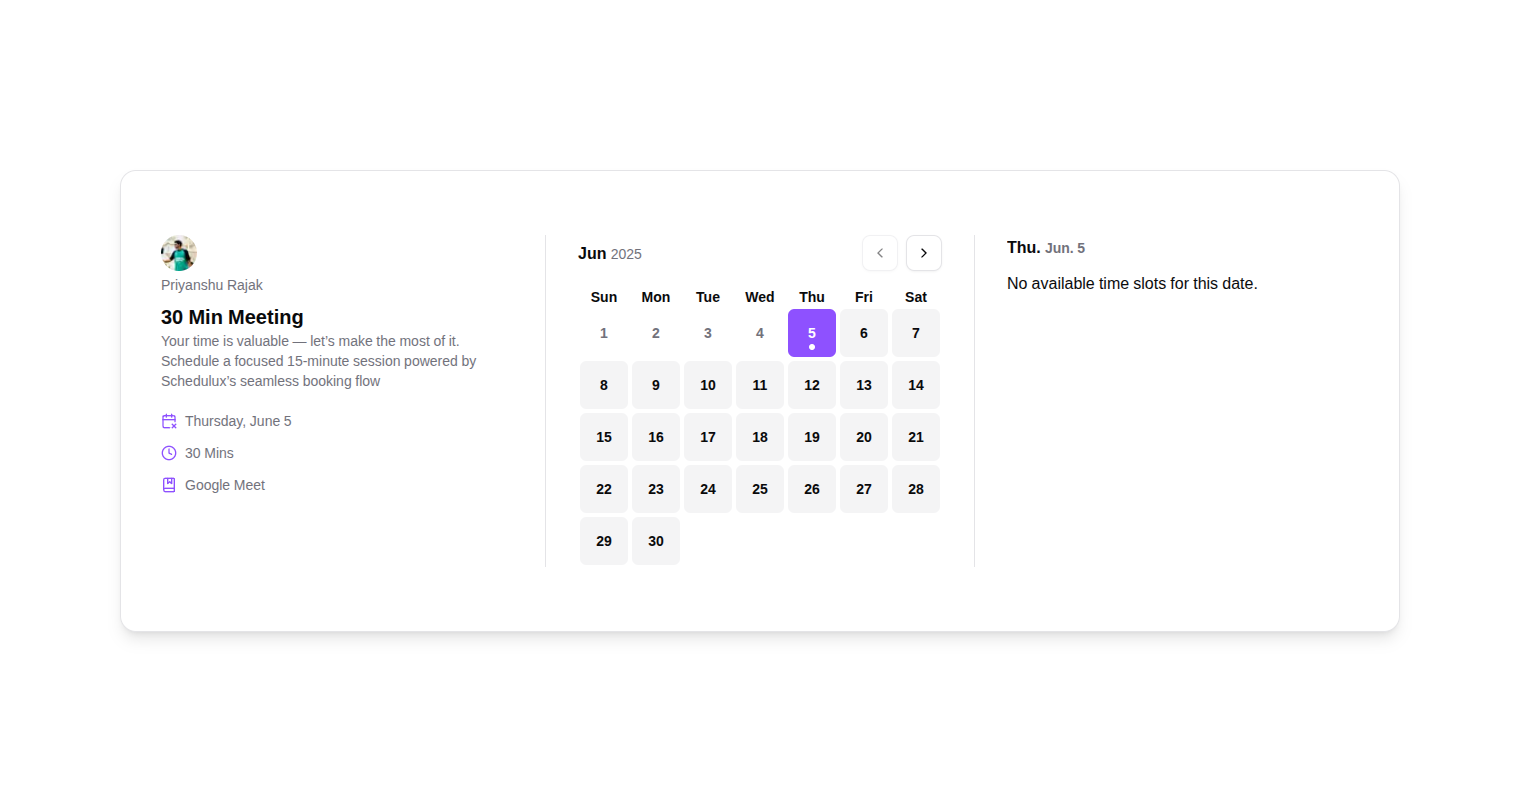 Priyanshu Rajak
30 Min Meeting
Your time is valuable — let’s make the most of it.
Schedule a focused 15-minute session powered by
Schedulux’s seamless booking flow
Thursday, June 5
30 Mins
Google Meet
Jun 2025
Sun Mon Tue Wed Thu Fri Sat
1 2 3 4 5 6 7
8 9 10 11 12 13 14
15 16 17 18 19 20 21
22 23 24 25 26 27 28
29 30
Thu. Jun. 5
No available time slots for this date.